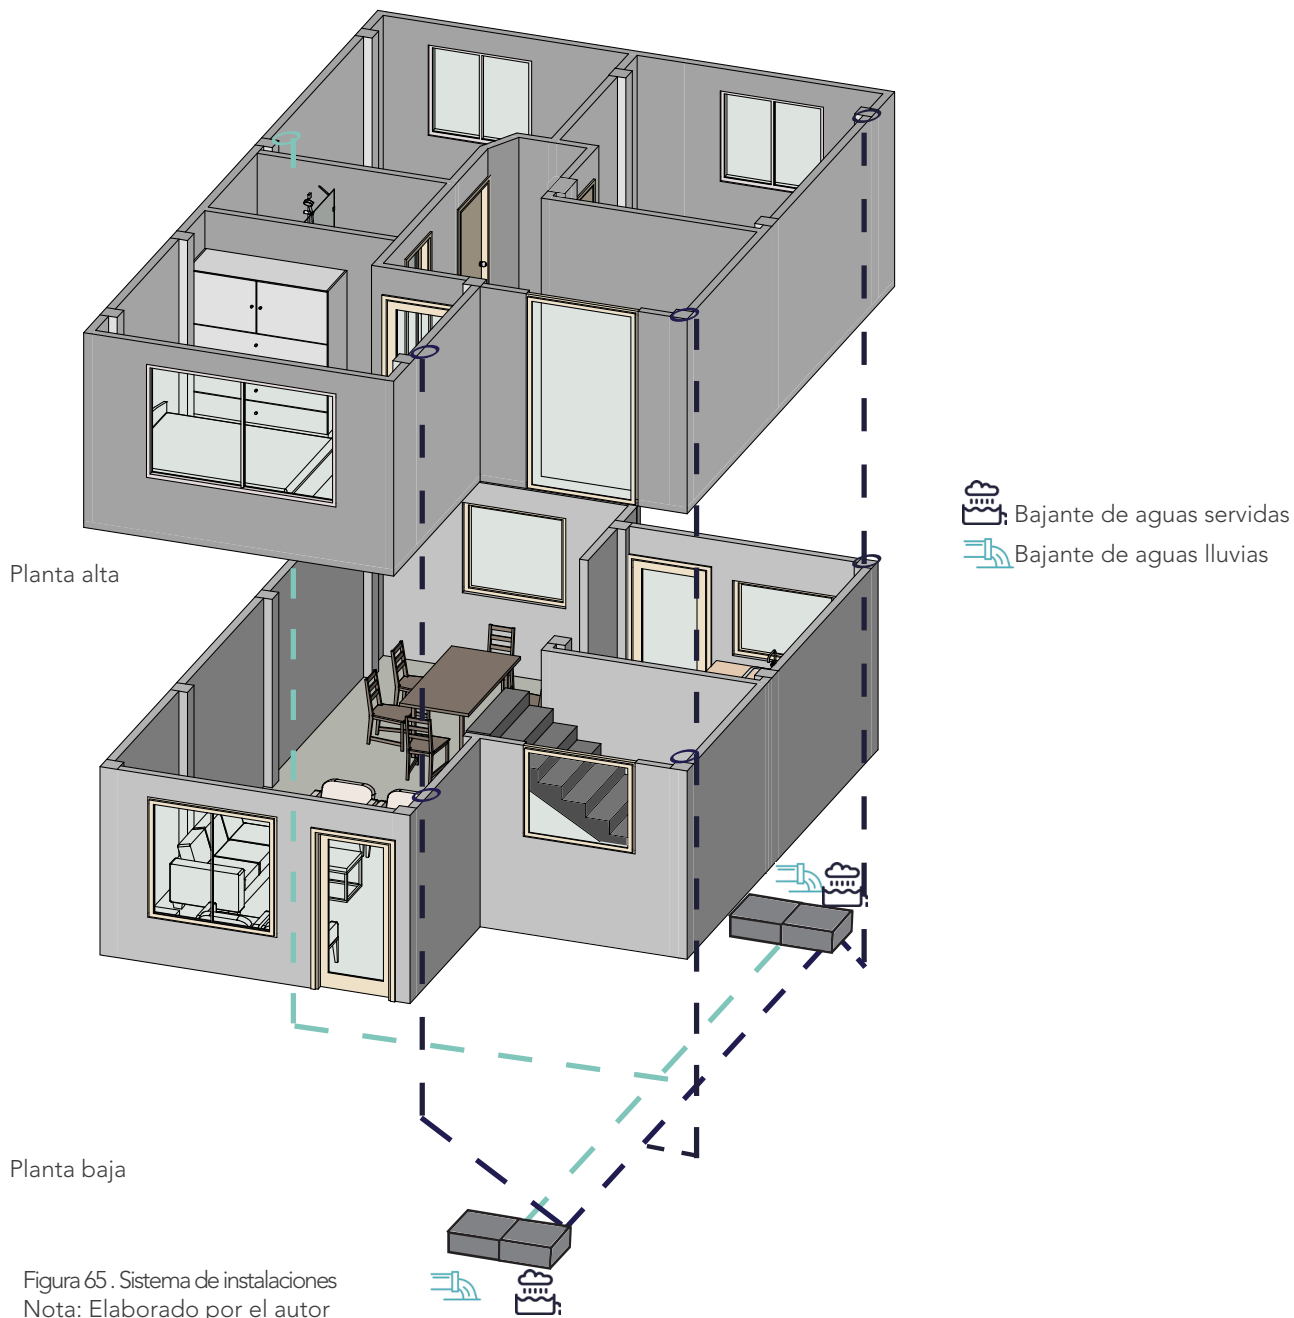 Bajante de aguas servidas
Bajante de aguas lluvias
Planta alta
Planta baja
Figura 65 . Sistema de instalaciones
Nota: Elaborado por el autor